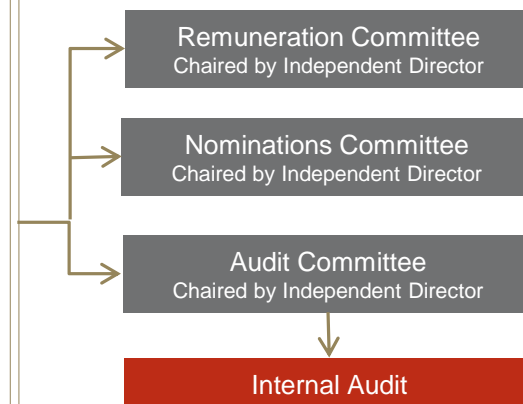 Remuneration Committee
Chaired by Independent Director
Nominations Committee
Chaired by Independent Director
Audit Committee
Chaired by Independent Director
Internal Audit